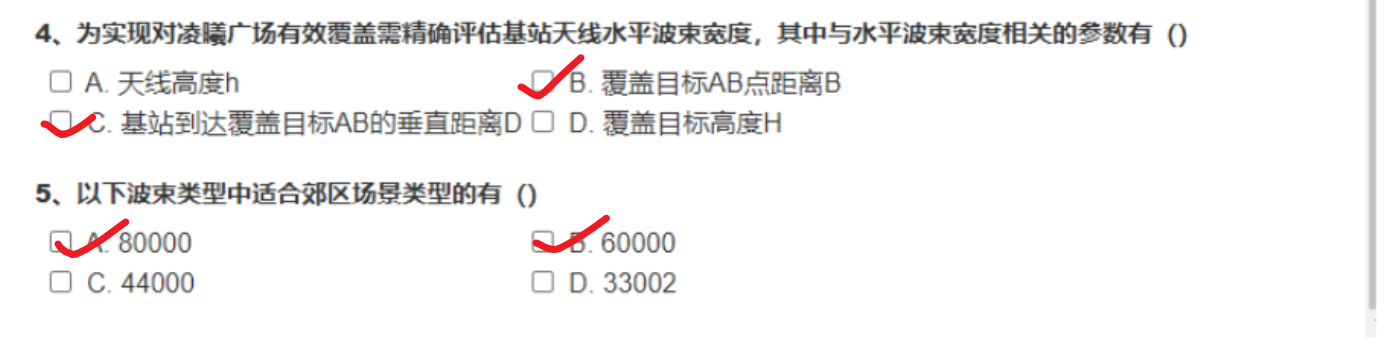 4、为实现对凌曦广场有效覆盖需精确评估基站天线水平波束宽度，其中与水平波束宽度相关的参数有 ()
A. 天线高度h
B. 覆盖目标AB点距离B
C. 基站到达覆盖目标AB的垂直距离D
D. 覆盖目标高度H
5、以下波束类型中适合郊区场景类型的有 ()
A. 80000
B. 60000
C. 44000
D. 33002